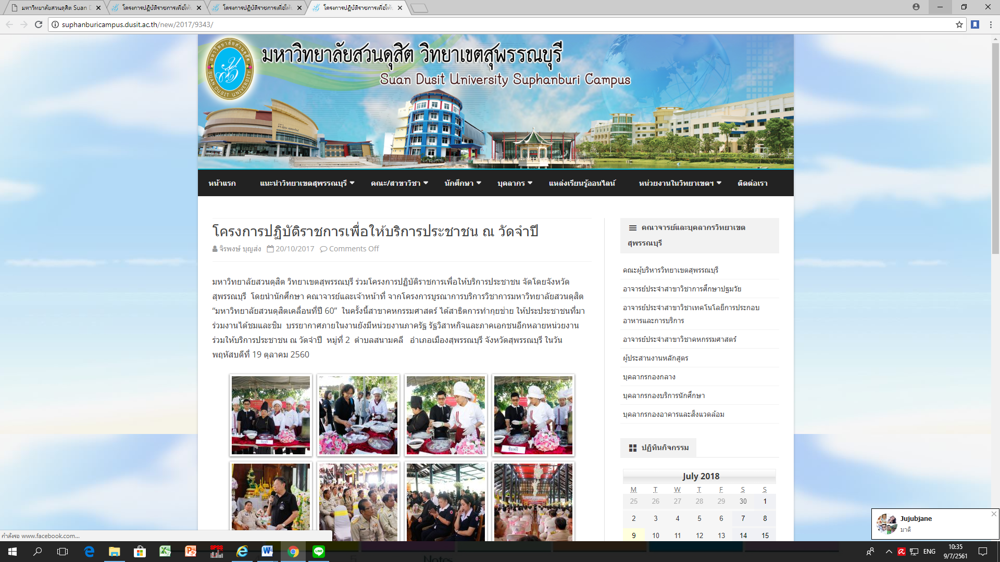 มหาวิทยาลัยสวนดุสิต Suan D
โครงการปฏิบัติราชการเพื่อให้
โครงการปฏิบัติราชการเพื่อให้
โครงการปฏิบัติราชการเพื่อให้
suphanburicampus.dusit.ac.th/new/2017/9343/
มหาวิทยาลัยสวนดุสิต วิทยาเขตสุพรรณบุรี
Suan Dusit University Suphanburi Campus
มหาวิทยาลัยสวนดุสิต
SUAN DUSIT UNIVERSITY
หน้าแรก
แนะนำวิทยาเขตสุพรรณบุรี
คณะ/สาขาวิชา
นักศึกษา
บุคลากร
แหล่งเรียนรู้ออนไลน์
หน่วยงานในวิทยาเขตฯ
ติดต่อเรา
โครงการปฏิบัติราชการเพื่อให้บริการประชาชน ณ วัดจำปี
จิรพงษ์ บุญส่ง 20/10/2017 Comments Off
มหาวิทยาลัยสวนดุสิต วิทยาเขตสุพรรณบุรี ร่วมโครงการปฏิบัติราชการเพื่อให้บริการประชาชน จัดโดยจังหวัด
สุพรรณบุรี โดยนำนักศึกษา คณาจารย์และเจ้าหน้าที่ จากโครงการบูรณาการบริการวิชาการมหาวิทยาลัยสวนดุสิต
“มหาวิทยาลัยสวนดุสิตเคลื่อนที่ปี 60” ในครั้งนี้สาขาคหกรรมศาสตร์ ได้สาธิตการทำกุยช่าย ให้ประประชาชนที่มา
ร่วมงานได้ชมและชิม บรรยากาศภายในงานยังมีหน่วยงานภาครัฐ รัฐวิสาหกิจและภาคเอกชนอีกหลายหน่วยงาน
ร่วมให้บริการประชาชน ณ วัดจำปี หมู่ที่ 2 ตำบลสนามคลี อำเภอเมืองสุพรรณบุรี จังหวัดสุพรรณบุรี ในวัน
พฤหัสบดีที่ 19 ตุลาคม 2560
ชิมฟรี
ชิมฟรี
คณาจารย์และบุคลากรวิทยาเขต
สุพรรณบุรี
คณะผู้บริหารวิทยาเขตสุพรรณบุรี
อาจารย์ประจำสาขาวิชาการศึกษาปฐมวัย
อาจารย์ประจำสาขาวิชาเทคโนโลยีการประกอบ
อาหารและการบริการ
อาจารย์ประจำสาขาวิชาคหกรรมศาสตร์
ผู้ประสานงานหลักสูตร
บุคลากรกองกลาง
บุคลากรกองบริการนักศึกษา
บุคลากรกองอาคารและสิ่งแวดล้อม
ปฏิทินกิจกรรม
July 2018
M T W T F S S
25 26 27 28 29 30 1
2 3 4 5 6 7 8
9 10 11 12 13 14 15
Jujubjane
มาดิ
กำลังรอ www.facebook.com...
SPSS
LINE
ENG
10:35
9/7/2561
Notes